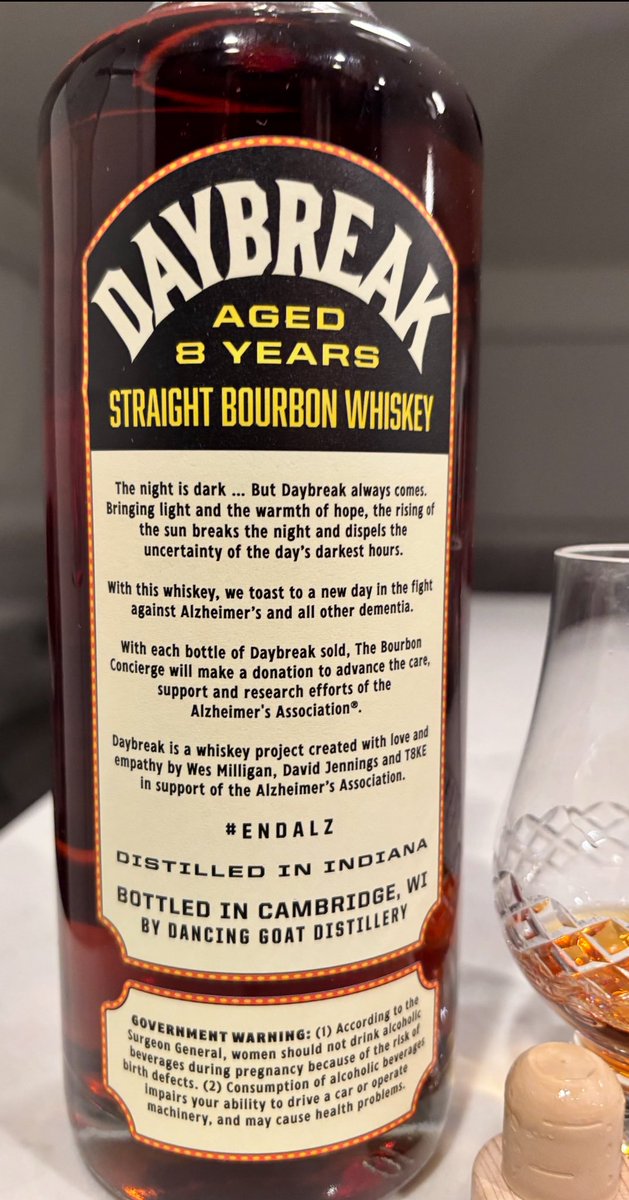 DAYBREAK
AGED
8 YEARS
STRAIGHT BOURBON WHISKEY
The night is dark ... But Daybreak always comes.
Bringing light and the warmth of hope, the rising of
the sun breaks the night and dispels the
uncertainty of the day's darkest hours.
With this whiskey, we toast to a new day in the fight
against Alzheimer's and all other dementia.
With each bottle of Daybreak sold, The Bourbon
Concierge will make a donation to advance the care,
support and research efforts of the
Alzheimer's Association®.
Daybreak is a whiskey project created with love and
empathy by Wes Milligan, David Jennings and T8KE
in support of the Alzheimer's Association.
#ENDALZ
DISTILLED IN INDIANA
BOTTLED IN CAMBRIDGE, WI
BY DANCING GOAT DISTILLERY
GOVERNMENT WARNING: (1) According to the
Surgeon General, women should not drink alcoholic
beverages during pregnancy because of the risk of
birth defects. (2) Consumption of alcoholic beverages
impairs your ability to drive a car or operate
machinery, and may cause health problems.